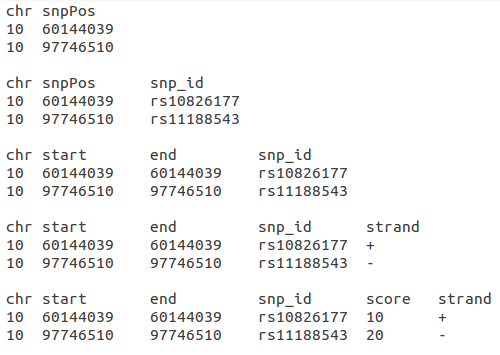 chr snpPos
10 60144039
10 97746510
chr snpPos snp_id
10 60144039 rs10826177
10 97746510 rs11188543
chr start end snp_id
10 60144039 60144039 rs10826177
10 97746510 97746510 rs11188543
chr start end snp_id strand
10 60144039 60144039 rs10826177 +
10 97746510 97746510 rs11188543 -
chr start end snp_id score strand
10 60144039 60144039 rs10826177 10 +
10 97746510 97746510 rs11188543 20 -